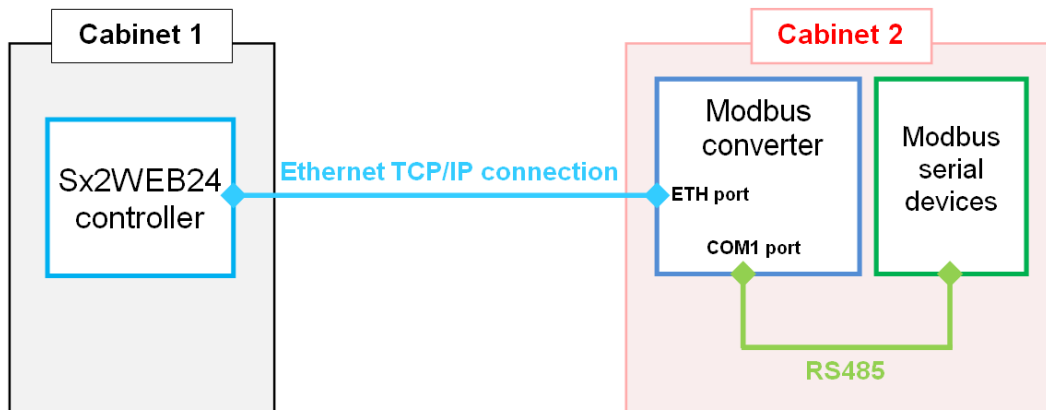 Cabinet 1
Cabinet 2
Sx2WEB24
controller
Ethernet TCP/IP connection
Modbus
converter
ETH port
COM1 port
Modbus
serial
devices
RS485